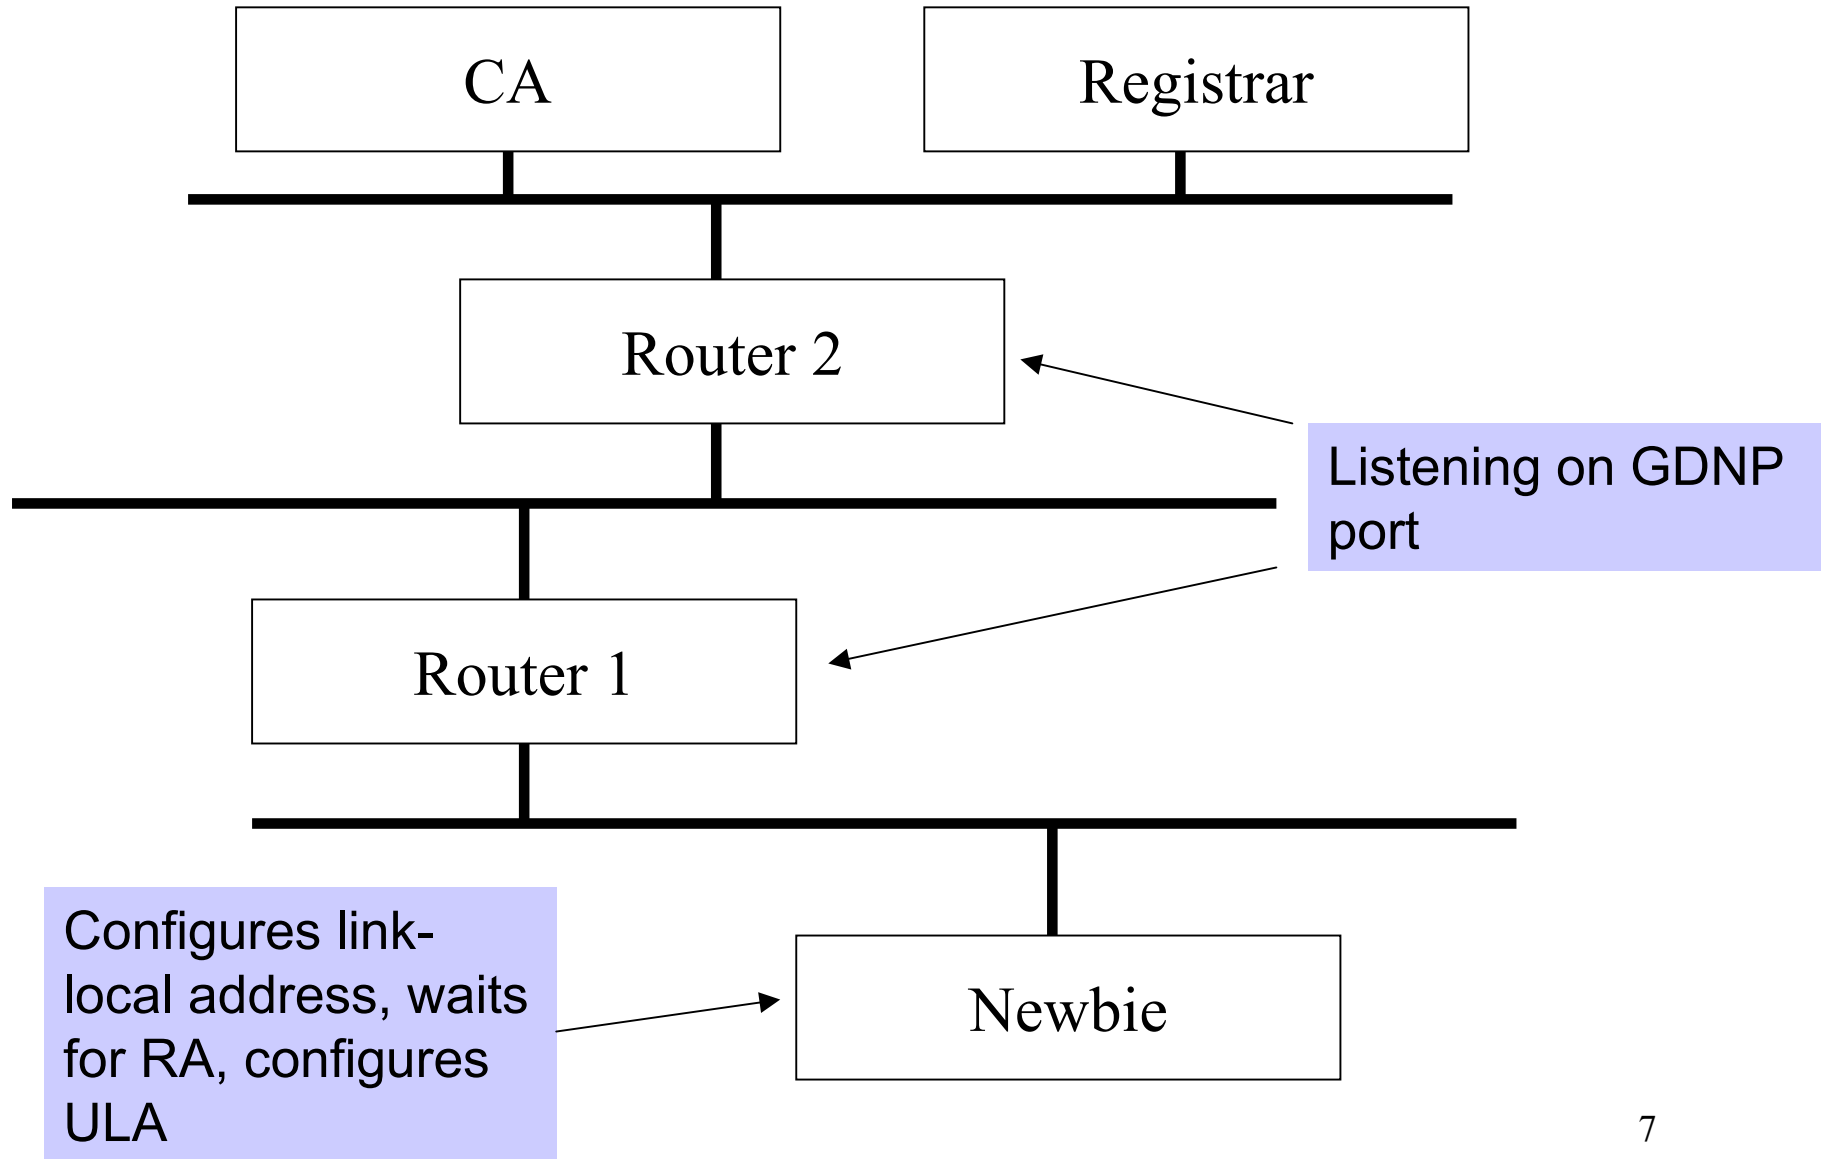 CA
Registrar
Router 2
Listening on GDNP
port
Router 1
Configures link-
local address, waits
for RA, configures
ULA
Newbie
7